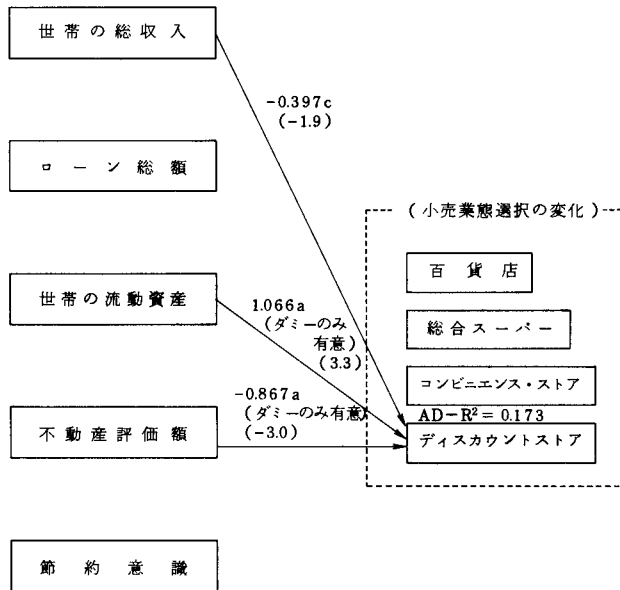 世帯の総収入
-0.397c
(-1.9)
ローン総額
(小売業態選択の変化)
百貨店
世帯の流動資産
1.066a
(ダミーのみ
有意)
(3.3)
総合スーパー
コンビニエンス・ストア
-0.867a
(ダミーのみ有意)
(-3.0)
AD-R²=0.173
不動産評価額
ディスカウントストア
節約意識